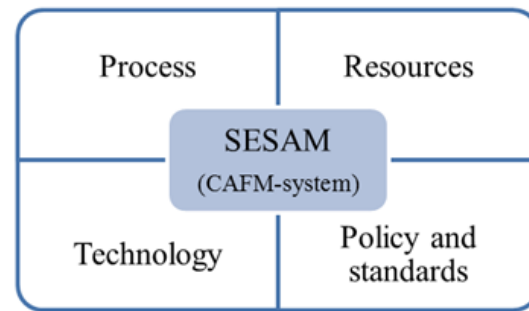 Process
Resources
SESAM
(CAFM-system)
Technology
Policy and
standards